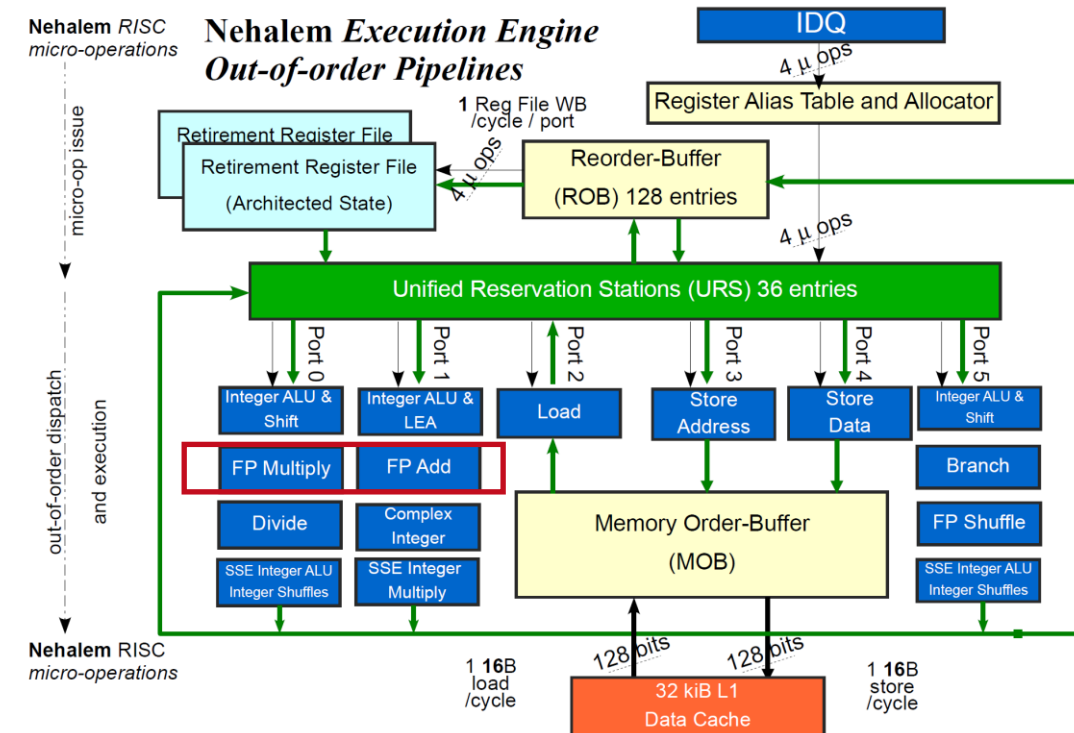 Nehalem RISC
micro-operations
Nehalem Execution Engine
Out-of-order Pipelines
IDQ
4 μ ops
Register Alias Table and Allocator
micro-op issue
1 Reg File WB
/cycle / port
Retirement Register File
Retirement Register File
(Architected State)
4 μ ops
Reorder-Buffer
(ROB) 128 entries
4 μ ops
Unified Reservation Stations (URS) 36 entries
Port 0
Port 1
Port 2
Port 3
Port 4
Port 5
out-of-order dispatch
and execution
Integer ALU &
Shift
Integer ALU &
LEA
Load
Store
Address
Store
Data
Integer ALU &
Shift
FP Multiply
FP Add
Branch
Divide
Complex
Integer
Memory Order-Buffer
(MOB)
FP Shuffle
SSE Integer ALU
Integer Shuffles
SSE Integer
Multiply
SSE Integer ALU
Integer Shuffles
Nehalem RISC
micro-operations
1 16B
load
/cycle
128 bits
128 bits
1 16B
store
/cycle
32 kiB L1
Data Cache